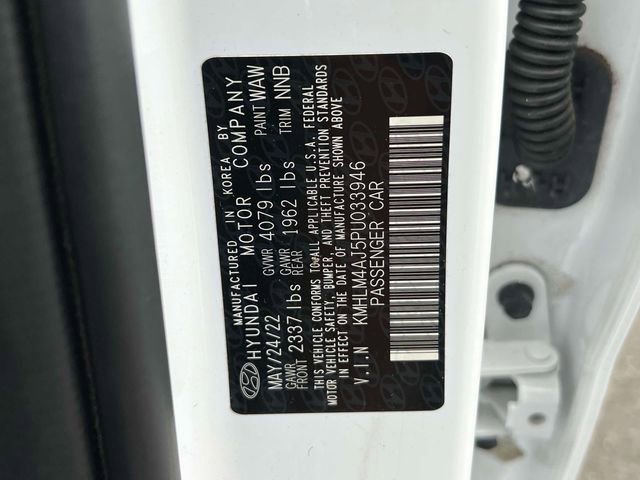 MANUFACTURED IN KOREA BY
HYUNDAI MOTOR COMPANY
MAY/24/22 GVWR 4079 lbs PAINT WAW
GAWR FRONT 2337 lbs GAWR REAR 1962 lbs TRIM NNB
THIS VEHICLE CONFORMS TO ALL APPLICABLE U.S.A. FEDERAL
MOTOR VEHICLE SAFETY, BUMPER, AND THEFT PREVENTION STANDARDS
IN EFFECT ON THE DATE OF MANUFACTURE SHOWN ABOVE
V.I.N KMHLM4AJ5PU033946
PASSENGER CAR